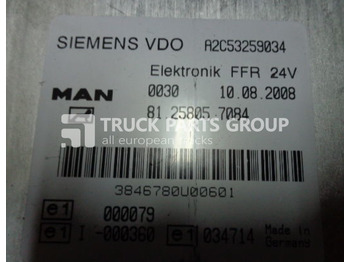 SIEMENS VDO A2C53259034
Elektronik FFR 24V
MAN 0030 10.08.2008
81.25805.7084
TRUCK PARTS GROUP
all european trucks
3846780U00601
e1 000079
e1 I -000360 e1 034714 Made in
Germany